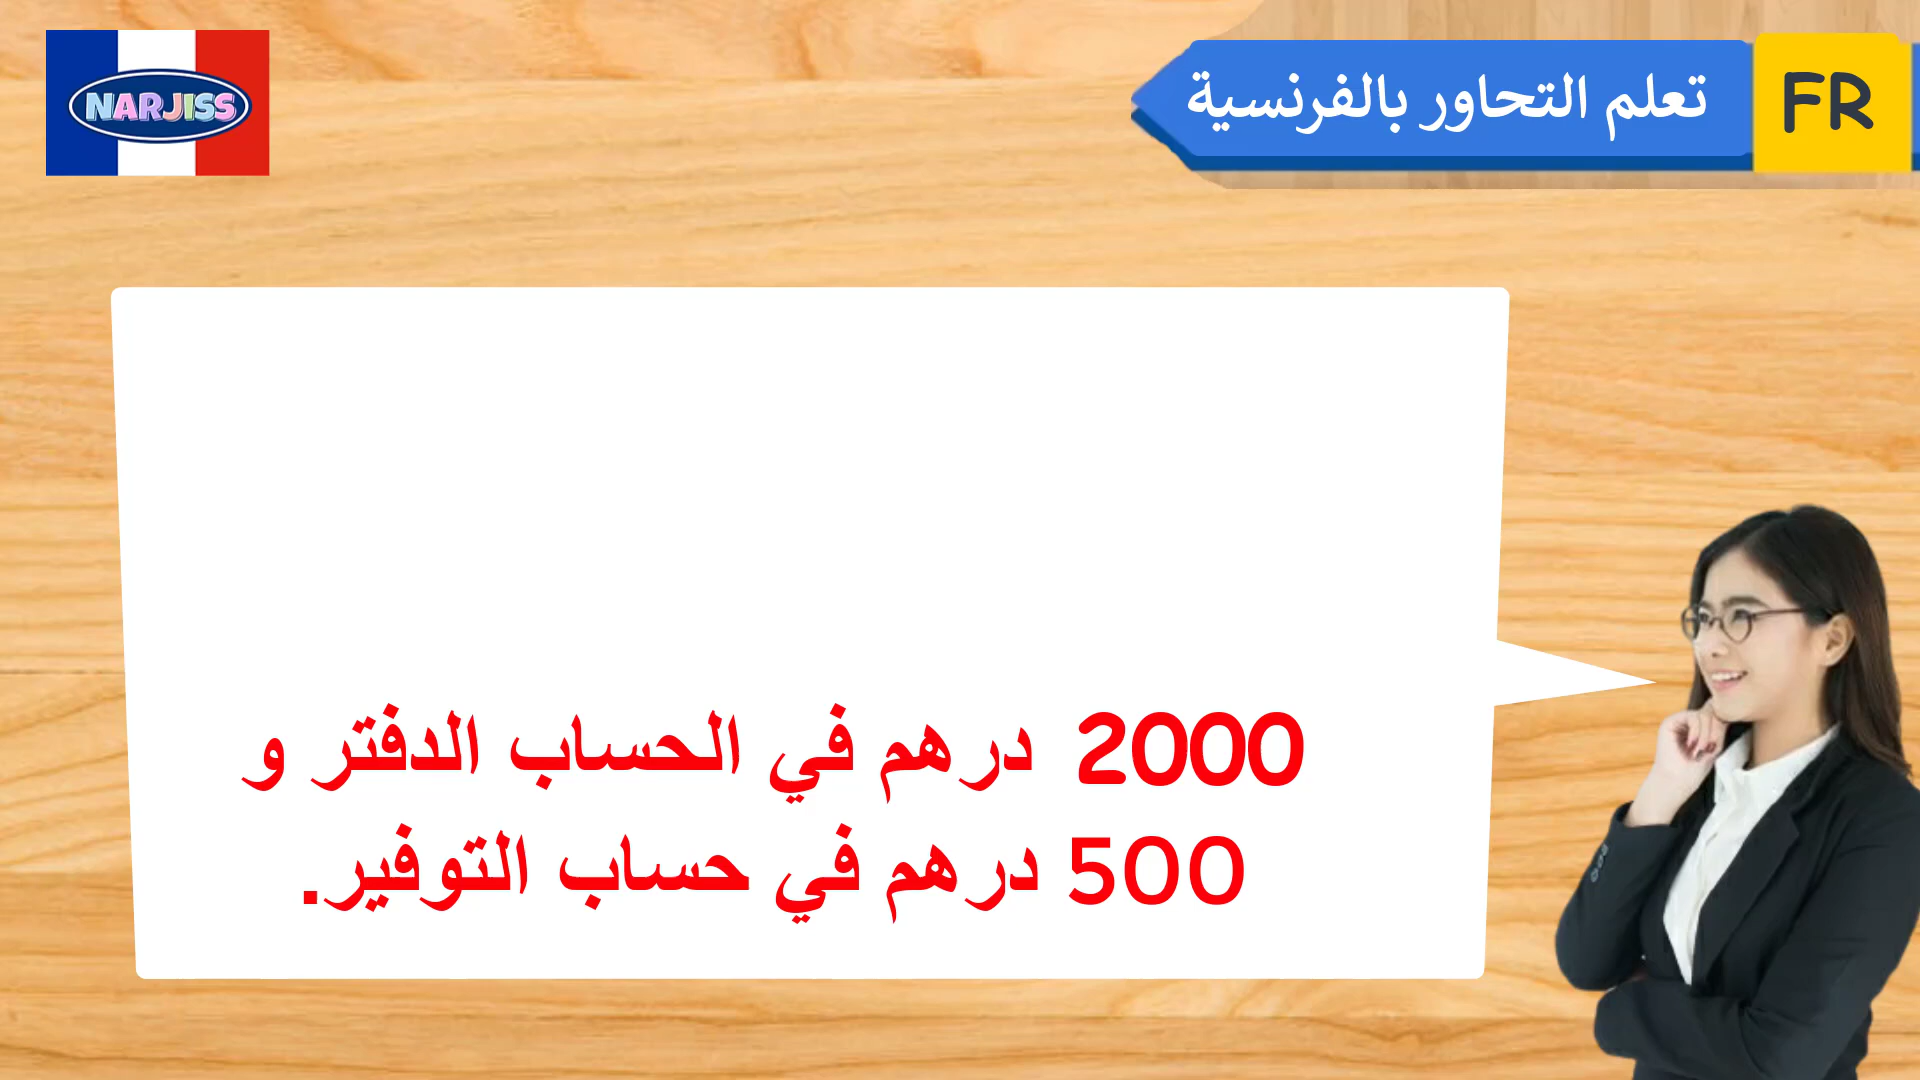 NARJISS
تعلم التحاور بالفرنسية
FR
2000 درهم في الحساب الدفتر و
500 درهم في حساب التوفير.